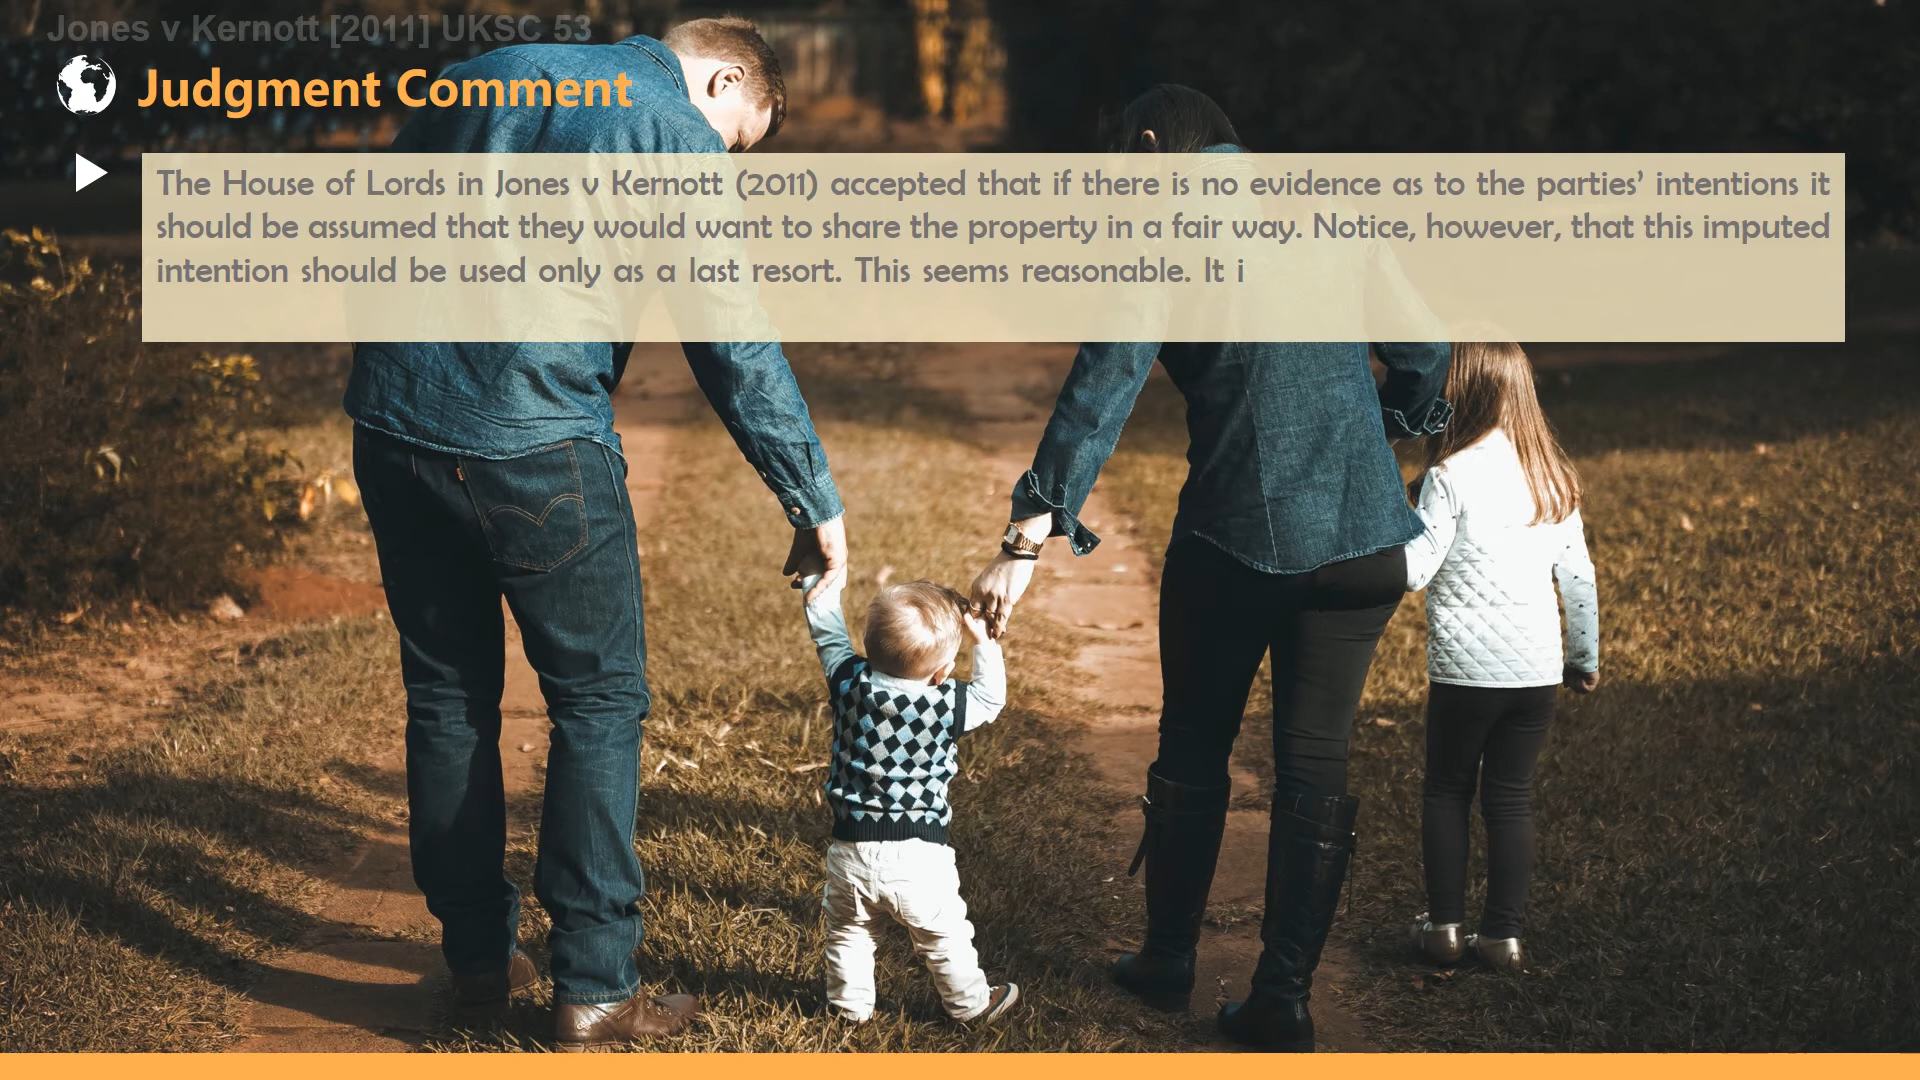 Jones v Kernott [2011] UKSC 53
Judgment Comment
The House of Lords in Jones v Kernott (2011) accepted that if there is no evidence as to the parties’ intentions it
should be assumed that they would want to share the property in a fair way. Notice, however, that this imputed
intention should be used only as a last resort. This seems reasonable. It i